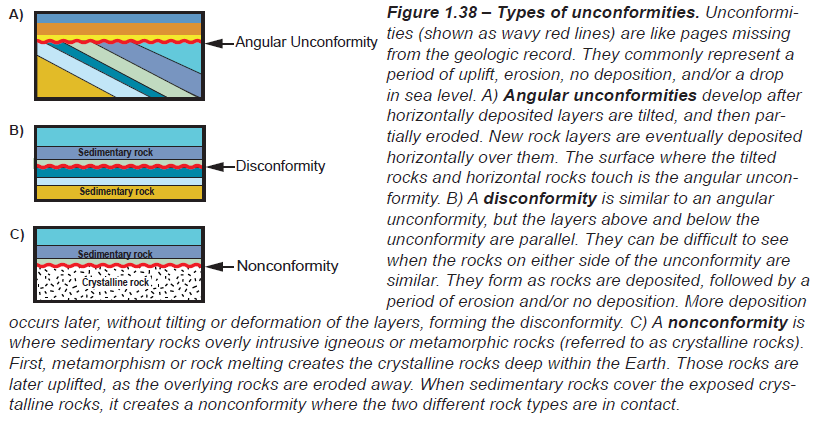 A)
Angular Unconformity
B)
Sedimentary rock
Disconformity
Sedimentary rock
C)
Sedimentary rock
Nonconformity
Crystalline rock
Figure 1.38 – Types of unconformities. Unconformi-
ties (shown as wavy red lines) are like pages missing
from the geologic record. They commonly represent a
period of uplift, erosion, no deposition, and/or a drop
in sea level. A) Angular unconformities develop after
horizontally deposited layers are tilted, and then par-
tially eroded. New rock layers are eventually deposited
horizontally over them. The surface where the tilted
rocks and horizontal rocks touch is the angular uncon-
formity. B) A disconformity is similar to an angular
unconformity, but the layers above and below the
unconformity are parallel. They can be difficult to see
when the rocks on either side of the unconformity are
similar. They form as rocks are deposited, followed by a
period of erosion and/or no deposition. More deposition
occurs later, without tilting or deformation of the layers, forming the disconformity. C) A nonconformity is
where sedimentary rocks overly intrusive igneous or metamorphic rocks (referred to as crystalline rocks).
First, metamorphism or rock melting creates the crystalline rocks deep within the Earth. Those rocks are
later uplifted, as the overlying rocks are eroded away. When sedimentary rocks cover the exposed crys-
talline rocks, it creates a nonconformity where the two different rock types are in contact.